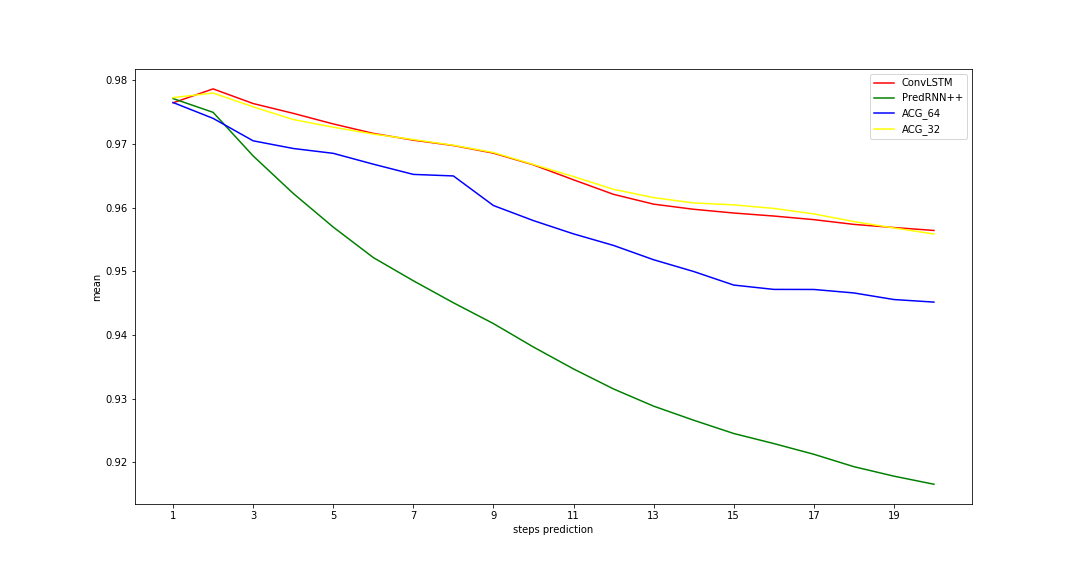 0.98
0.97
0.96
0.95
0.94
0.93
0.92
mean
1 3 5 7 9 11 13 15 17 19
steps prediction
ConvLSTM
PredRNN++
ACG_64
ACG_32